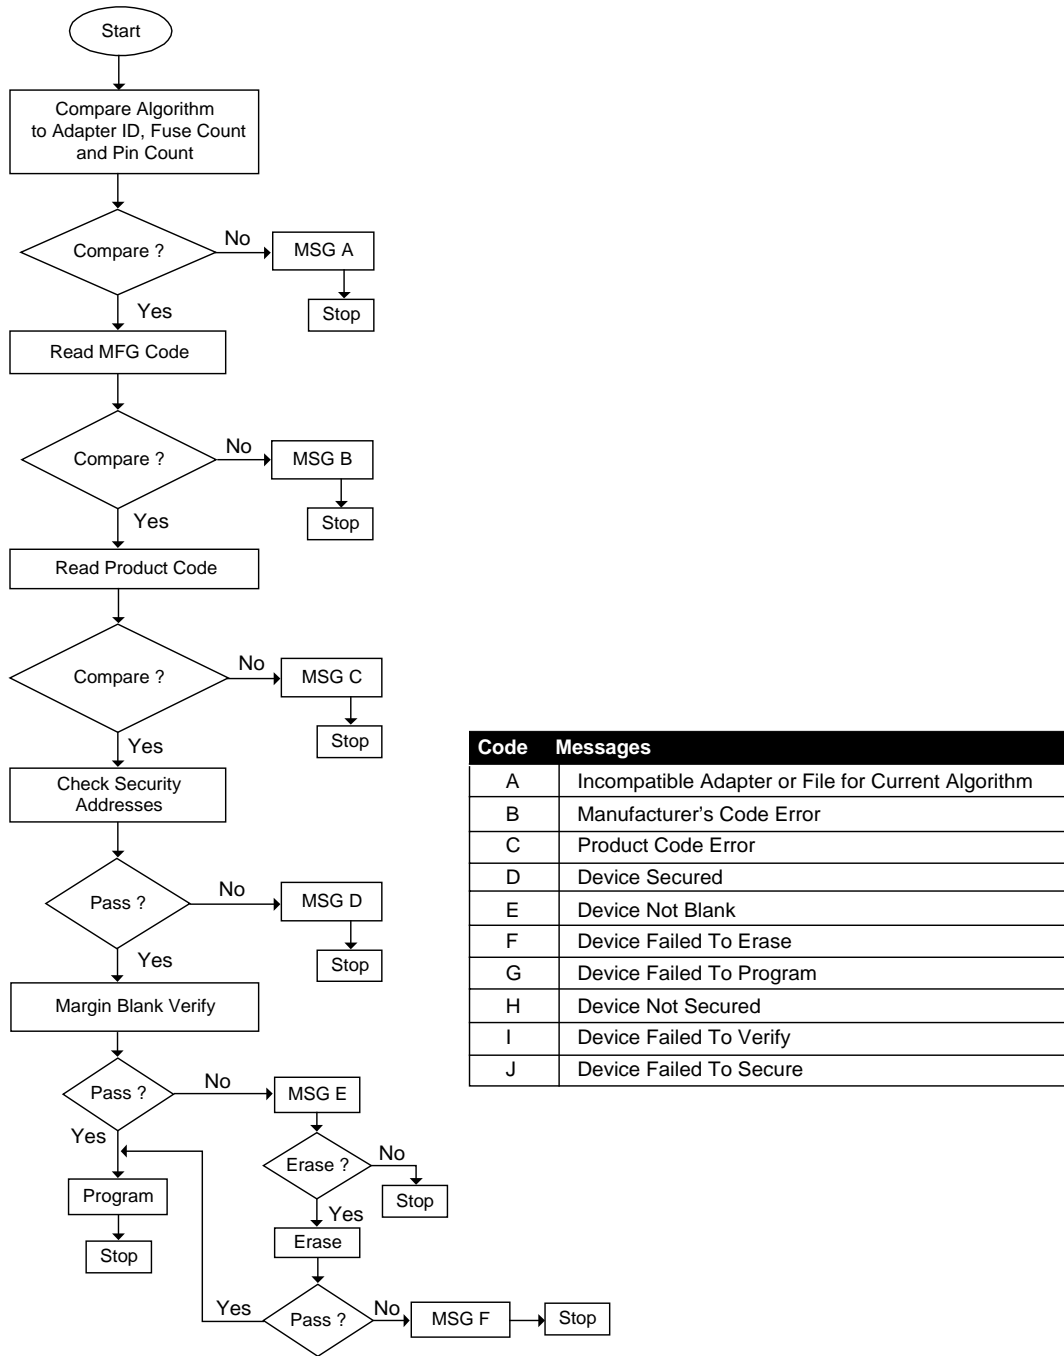 Start
Compare Algorithm
to Adapter ID, Fuse Count
and Pin Count
Compare ?
No
MSG A
Stop
Yes
Read MFG Code
Compare ?
No
MSG B
Stop
Yes
Read Product Code
Compare ?
No
MSG C
Stop
Yes
Check Security
Addresses
Pass ?
No
MSG D
Stop
Yes
Margin Blank Verify
Pass ?
No
MSG E
Yes
Erase ?
No
Stop
Program
Yes
Stop
Erase
Pass ?
Yes
No
MSG F
Stop
Code Messages
A Incompatible Adapter or File for Current Algorithm
B Manufacturer's Code Error
C Product Code Error
D Device Secured
E Device Not Blank
F Device Failed To Erase
G Device Failed To Program
H Device Not Secured
I Device Failed To Verify
J Device Failed To Secure